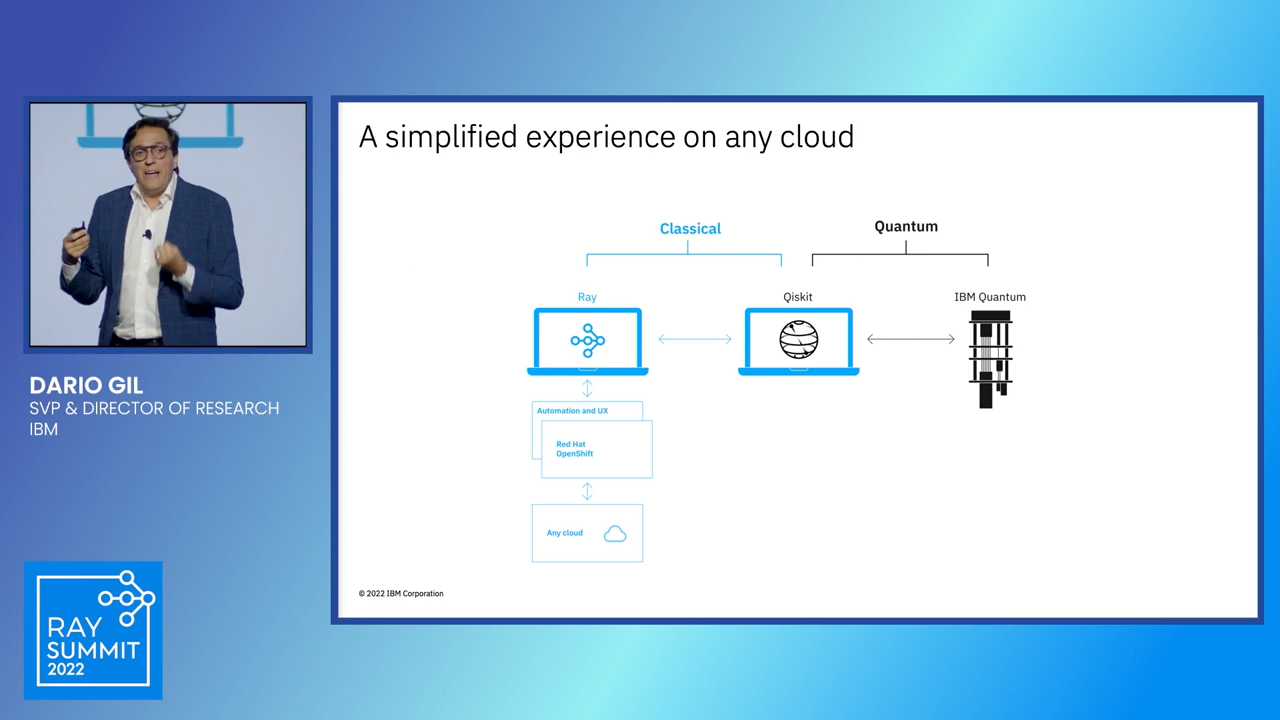 A simplified experience on any cloud
Classical
Quantum
Ray
Qiskit
IBM Quantum
Automation and UX
Red Hat
OpenShift
Any cloud
© 2022 IBM Corporation
DARIO GIL
SVP & DIRECTOR OF RESEARCH
IBM
RAY
SUMMIT
2022